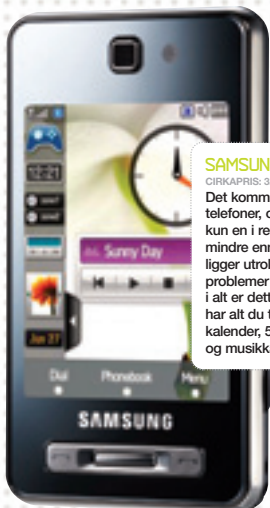 12:21
Sunny Day
Jan 27
Dial Phonebook Menu
SAMSUNG
SAMSUN
CIRKAPRIS: 3
Det komm
telefoner, 
kun en i re
mindre enn
ligger utrol
problemer
i alt er dett
har alt du t
kalender, 5
og musikk